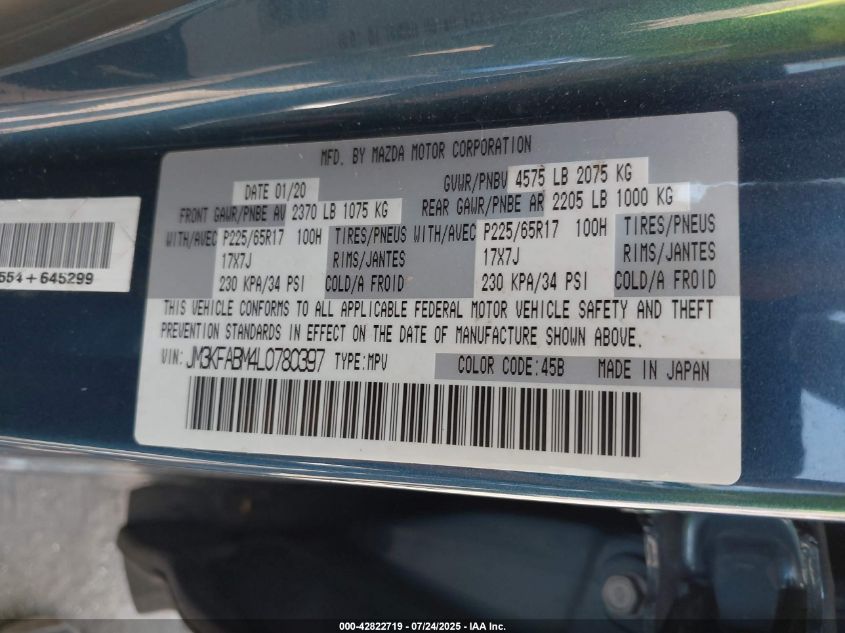 MFD. BY MAZDA MOTOR CORPORATION
DATE 01/20
GVWR/PNBV 4575 LB 2075 KG
FRONT GAWR/PNBE AV 2370 LB 1075 KG
REAR GAWR/PNBE AR 2205 LB 1000 KG
WITH/AVEC P225/65R17 100H TIRES/PNEUS WITH/AVEC P225/65R17 100H TIRES/PNEUS
17X7J RIMS/JANTES 17X7J RIMS/JANTES
230 KPA/34 PSI COLD/A FROID 230 KPA/34 PSI COLD/A FROID
THIS VEHICLE CONFORMS TO ALL APPLICABLE FEDERAL MOTOR VEHICLE SAFETY AND THEFT
PREVENTION STANDARDS IN EFFECT ON THE DATE OF MANUFACTURE SHOWN ABOVE.
VIN: JM3KFABM4L0780397 TYPE:MPV COLOR CODE:45B MADE IN JAPAN
554+645299
000-42822719 - 07/24/2025 - IAA Inc.